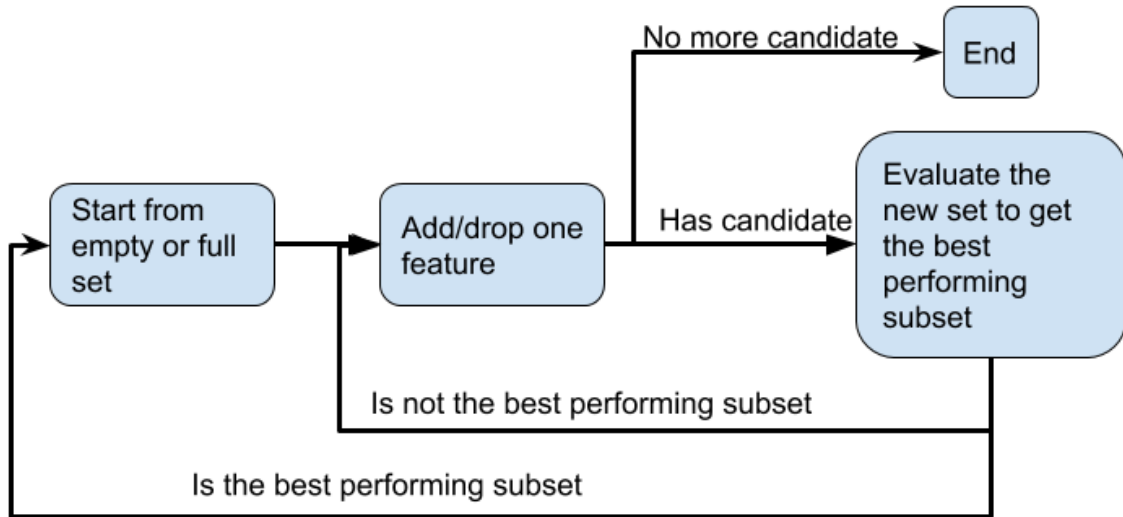 No more candidate
End
Start from
empty or full
set
Add/drop one
feature
Has candidate
Evaluate the
new set to get
the best
performing
subset
Is not the best performing subset
Is the best performing subset